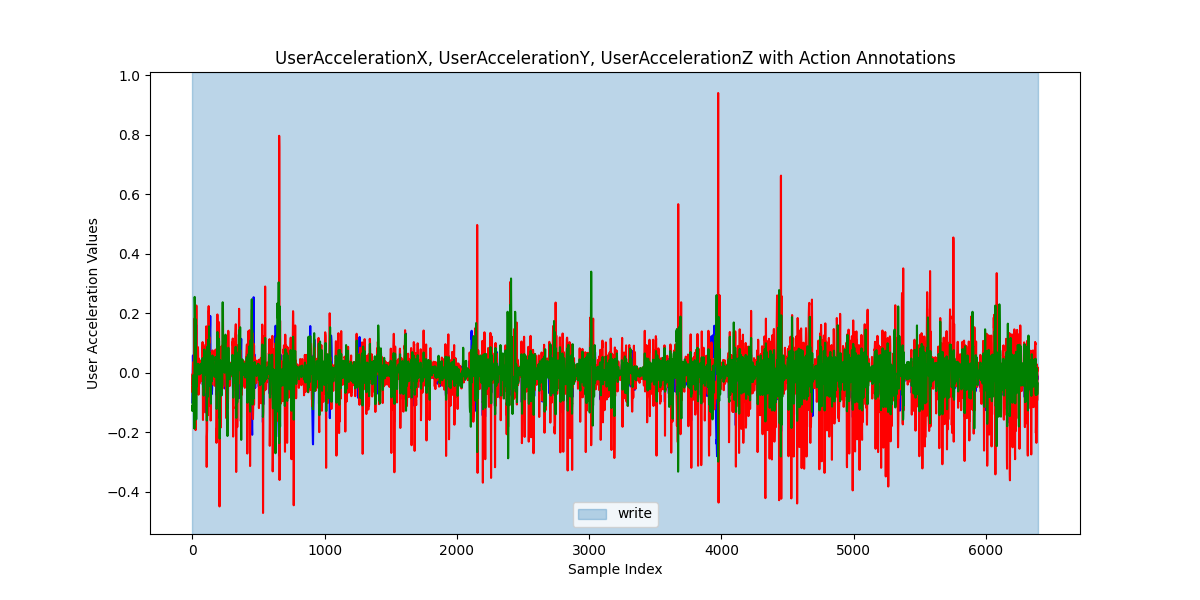 UserAccelerationX, UserAccelerationY, UserAccelerationZ with Action Annotations
User Acceleration Values
1.0
0.8
0.6
0.4
0.2
0.0
−0.2
−0.4
write
0 1000 2000 3000 4000 5000 6000
Sample Index